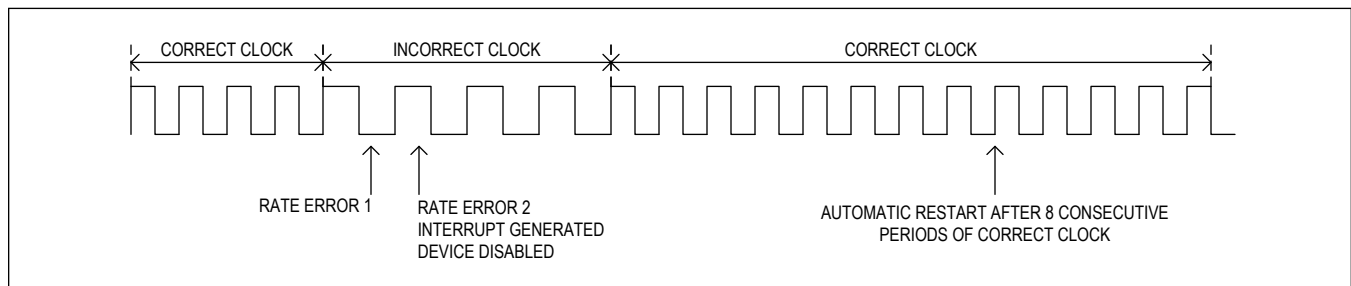 CORRECT CLOCK
INCORRECT CLOCK
CORRECT CLOCK
RATE ERROR 1
RATE ERROR 2
INTERRUPT GENERATED
DEVICE DISABLED
AUTOMATIC RESTART AFTER 8 CONSECUTIVE
PERIODS OF CORRECT CLOCK